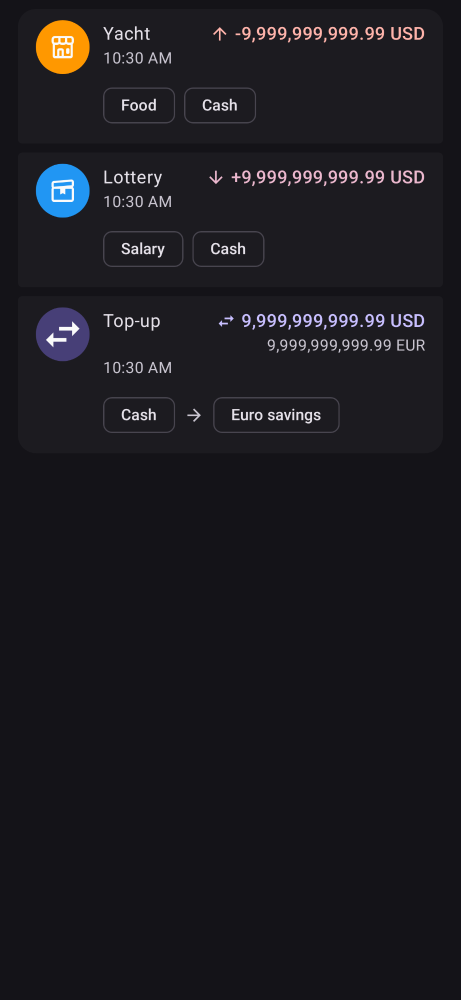 Yacht -9,999,999,999.99 USD
10:30 AM
Food Cash
Lottery +9,999,999,999.99 USD
10:30 AM
Salary Cash
Top-up 9,999,999,999.99 USD
9,999,999,999.99 EUR
10:30 AM
Cash → Euro savings